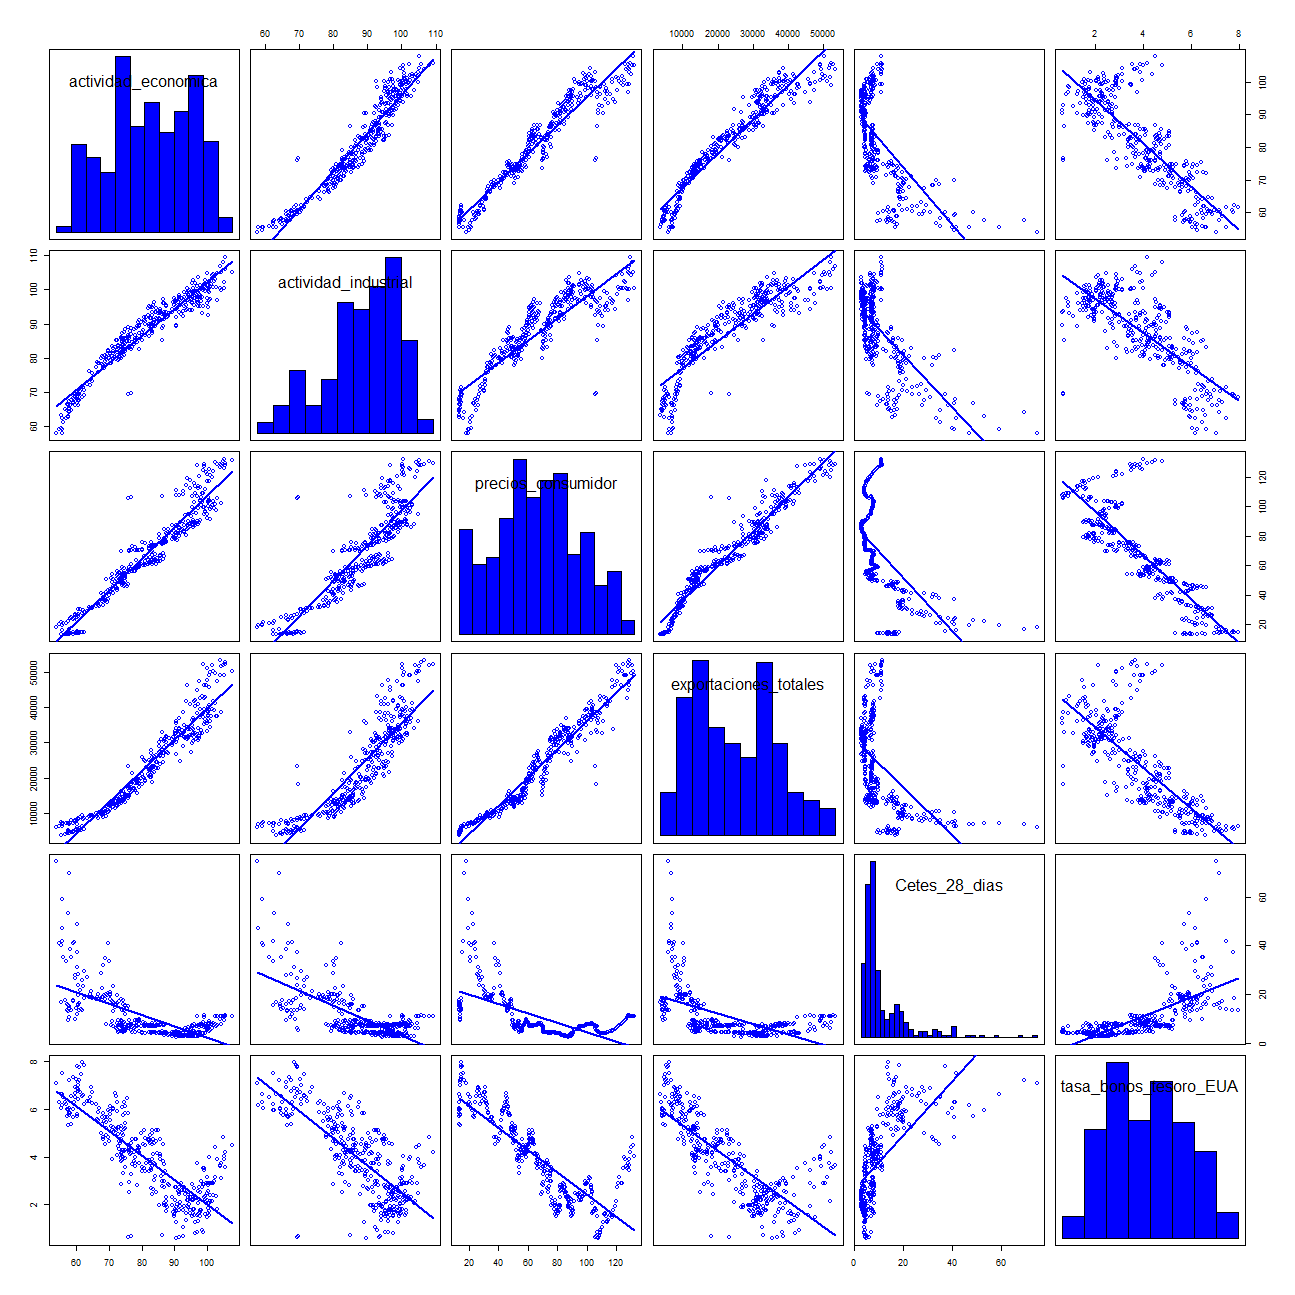 60 70 80 90 100 110
10000 20000 30000 40000 50000
2 4 6 8
actividad_economica
60 70 80 90 100
actividad_industrial
60 70 80 90 100 110
precios_consumidor
20 40 60 80 100 120
exportaciones_totales
10000 20000 30000 40000 50000
Cetes_28_dias
0 20 40 60
tasa_bonos_tesoro_EUA
2 4 6 8
60 70 80 90 100
20 40 60 80 100 120
0 20 40 60